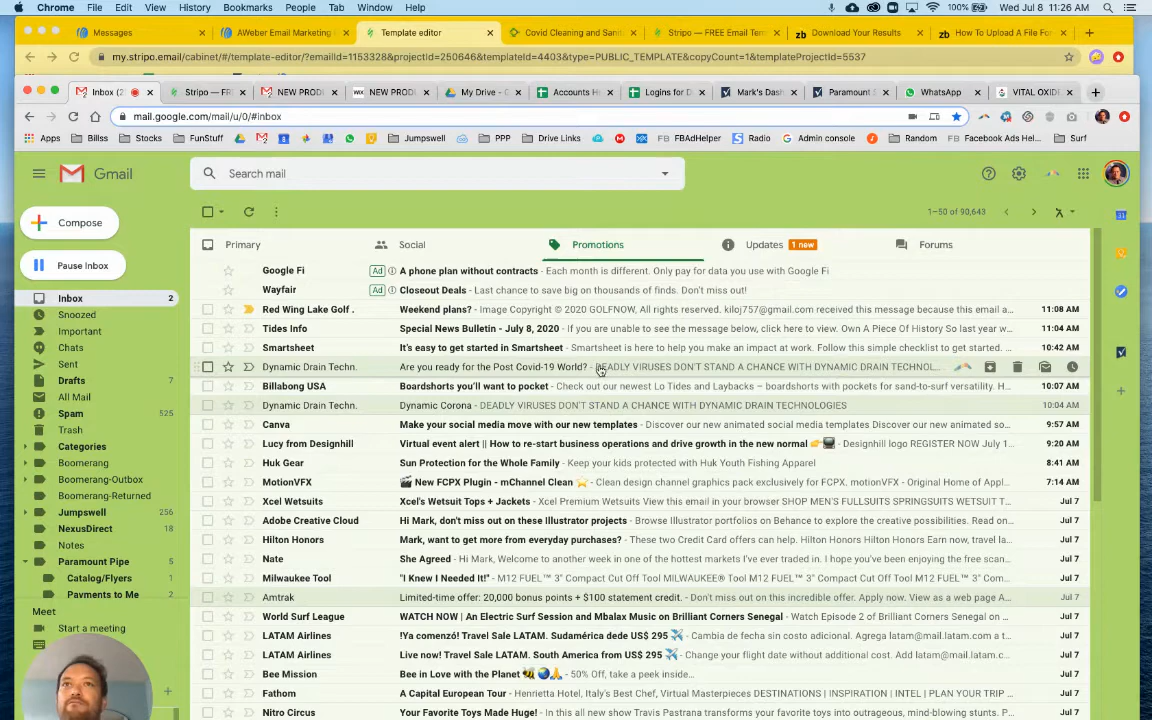 Chrome File Edit View History Bookmarks People Tab Window Help 100% Wed Jul 8 11:26 AM
Messages AWeber Email Marketing Template editor Covid Cleaning and San Stripo — FREE Email Tem Download Your Results How To Upload A File For
my.stripo.email/cabinet/#/template-editor/?emailId=1153328&projectId=250646&templateId=4403&type=PUBLIC_TEMPLATE&copyCount=1&templateProjectId=5537
Inbox (2 Stripo — FR NEW PROD NEW PROD My Drive - G Accounts He Logins for D Mark's Dash Paramount S WhatsApp VITAL OXIDE
mail.google.com/mail/u/0/#inbox
Apps Billss Stocks FunStuff Jumpswell PPP Drive Links FBAdHelper Radio Admin console Random Facebook Ads Hel... Surf
Gmail Search mail
Compose 1–50 of 90,643
Primary Social Promotions Updates 1 new Forums
Pause Inbox
Google Fi Ad A phone plan without contracts - Each month is different. Only pay for data you use with Google Fi
Wayfair Ad Closeout Deals - Last chance to save big on thousands of finds. Don't miss out!
Red Wing Lake Golf . Weekend plans? - Image Copyright © 2020 GOLFNOW, All rights reserved. kiloj757@gmail.com received this message because this email a... 11:08 AM
Tides Info Special News Bulletin - July 8, 2020 - If you are unable to see the message below, click here to view. Own A Piece Of History So last year w... 11:04 AM
Smartsheet It's easy to get started in Smartsheet - Smartsheet is here to help you make an impact at work. Follow this simple checklist to get started. ... 10:42 AM
Dynamic Drain Techn. Are you ready for the Post Covid-19 World? - DEADLY VIRUSES DON'T STAND A CHANCE WITH DYNAMIC DRAIN TECHNOL...
Billabong USA Boardshorts you'll want to pocket - Check out our newest Lo Tides and Laybacks – boardshorts with pockets for sand-to-surf versatility. H... 10:07 AM
Dynamic Drain Techn. Dynamic Corona - DEADLY VIRUSES DON'T STAND A CHANCE WITH DYNAMIC DRAIN TECHNOLOGIES 10:04 AM
Canva Make your social media move with our new templates - Discover our new animated social media templates Design with motion... 9:57 AM
Lucy from Designhill Virtual event alert || How to re-start business operations and drive growth in the new normal 👉🖥 - Designhill logo REGISTER NOW July 1... 9:20 AM
Huk Gear Sun Protection for the Whole Family - Keep your kids protected with Huk Youth Fishing Apparel 8:41 AM
MotionVFX 🎬 New FCPX Plugin - mChannel Clean ⭐ - Clean design channel graphics pack exclusively for FCPX. motionVFX - Original Home of Appl... 7:14 AM
Xcel Wetsuits Xcel's Wetsuit Tops + Jackets - Xcel Premium Wetsuits View this email in your browser SHOP MEN'S FULLSUITS SPRINGSUITS WETSUIT T... Jul 7
Adobe Creative Cloud Hi Mark, don't miss out on these Illustrator projects - Browse Illustrator portfolios on Behance to explore the creative possibilities. Read on... Jul 7
Hilton Honors Mark, want to get more from everyday purchases? - These two Credit Card offers can help. Hilton Honors Hilton Honors Earn now, travel la... Jul 7
Nate She Agreed - Hi Mark, Welcome to another week in one of the hottest markets I've ever traded in. I hope you've been enjoying the free scan... Jul 7
Milwaukee Tool "I Knew I Needed It!" - M12 FUEL™ 3" Compact Cut Off Tool MILWAUKEE® Tool M12 FUEL™ 3" Compact Cut Off Tool M12 FUEL™ 3" Compac... Jul 7
Amtrak Limited-time offer: 20,000 bonus points + $100 statement credit. - Don't miss out on this incredible offer. Apply now. View as a web page A... Jul 7
World Surf League WATCH NOW | An Electric Surf Session and Mbalax Music on Brilliant Corners Senegal - Watch Episode 2 of Brilliant Corners Senegal on ... Jul 7
LATAM Airlines !Ya comenzó! Travel Sale LATAM. Sudamérica dede US$ 295 ✈ - Cambia de fecha sin costo adicional. Agrega latam@mail.latam.com a t... Jul 7
LATAM Airlines Live now! Travel Sale LATAM. South America from US$ 295 ✈ - Change your flight date without additional cost. Add latam@mail.latam.com... Jul 7
Bee Mission Bee in Love with the Planet 🐝🌍🙏 - 50% Off, take a peek inside... Jul 7
Fathom A Capital European Tour - Henrietta Hotel, Italy's Best Chef, Virtual Masterpieces DESTINATIONS | INSPIRATION | INTEL | PLAN YOUR TRIP ... Jul 7
Nitro Circus Your Favorite Toys Made Huge! - In this all new show Travis Pastrana transforms your favorite toys into outrageous, mind-blowing stunts. P... Jul 7
Inbox 2
Snoozed
Important
Chats
Sent
Drafts 7
All Mail
Spam 525
Trash
Categories
Boomerang
Boomerang-Outbox
Boomerang-Returned
Jumpswell 12
NexusDirect 18
Notes
Paramount Pipe 5
Catalog/Flyers 1
Payments to Me 2
Meet
Start a meeting